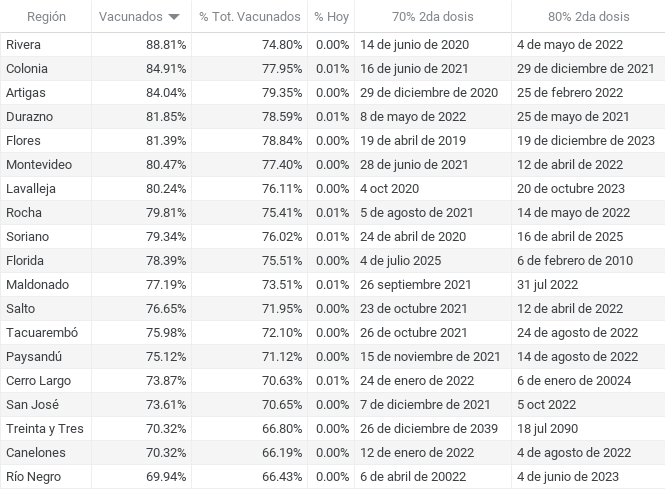 Región Vacunados % Tot. Vacunados % Hoy 70% 2da dosis 80% 2da dosis
Rivera 88.81% 74.80% 0.00% 14 de junio de 2020 4 de mayo de 2022
Colonia 84.91% 77.95% 0.01% 16 de junio de 2021 29 de diciembre de 2021
Artigas 84.04% 79.35% 0.00% 29 de diciembre de 2020 25 de febrero 2022
Durazno 81.85% 78.59% 0.01% 8 de mayo de 2022 25 de mayo de 2021
Flores 81.39% 78.84% 0.00% 19 de abril de 2019 19 de diciembre de 2023
Montevideo 80.47% 77.40% 0.00% 28 de junio de 2021 12 de abril de 2022
Lavalleja 80.24% 76.11% 0.00% 4 oct 2020 20 de octubre de 2023
Rocha 79.81% 75.41% 0.01% 5 de agosto de 2021 14 de mayo de 2022
Soriano 79.34% 76.02% 0.01% 24 de abril de 2020 16 de abril de 2025
Florida 78.39% 75.51% 0.00% 4 de julio 2025 6 de febrero de 2010
Maldonado 77.19% 73.51% 0.01% 26 septiembre 2021 31 jul 2022
Salto 76.65% 71.95% 0.00% 23 de octubre 2021 12 de abril de 2022
Tacuarembó 75.98% 72.10% 0.00% 26 de octubre 2021 24 de agosto de 2022
Paysandú 75.12% 71.12% 0.00% 15 de noviembre de 2021 14 de agosto de 2022
Cerro Largo 73.87% 70.63% 0.01% 24 de enero de 2022 6 de enero de 20024
San José 73.61% 70.65% 0.00% 7 de diciembre de 2021 5 oct 2022
Treinta y Tres 70.32% 66.80% 0.00% 26 de diciembre de 2039 18 jul 2090
Canelones 70.32% 66.19% 0.00% 12 de enero de 2022 4 de agosto de 2022
Río Negro 69.94% 66.43% 0.00% 6 de abril de 20022 4 de junio de 2023